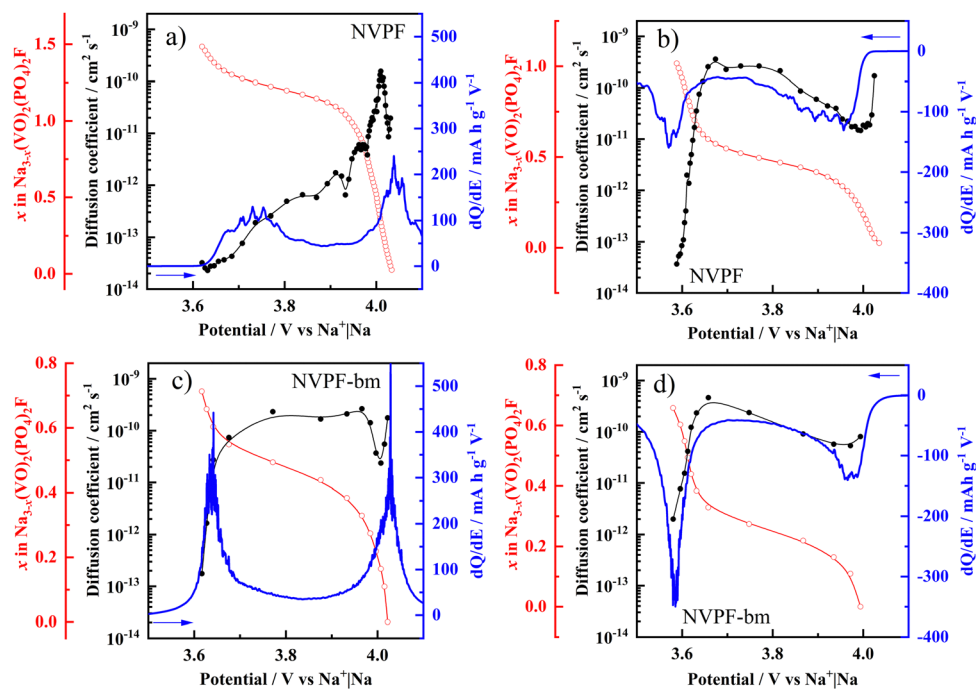 a)
NVPF
x in Na3-x(VO)2(PO4)2F
1.5
1.0
0.5
0.0
Diffusion coefficient / cm² s⁻¹
10⁻⁹
10⁻¹⁰
10⁻¹¹
10⁻¹²
10⁻¹³
10⁻¹⁴
500
400
300
200
100
0
dQ/dE / mA h g⁻¹ V⁻¹
3.6 3.8 4.0
Potential / V vs Na⁺|Na
b)
NVPF
x in Na3-x(VO)2(PO4)2F
1.0
0.5
0.0
Diffusion coefficient / cm² s⁻¹
10⁻⁹
10⁻¹⁰
10⁻¹¹
10⁻¹²
10⁻¹³
10⁻¹⁴
0
-100
-200
-300
-400
dQ/dE / mA h g⁻¹ V⁻¹
3.6 3.8 4.0
Potential / V vs Na⁺|Na
c)
NVPF-bm
x in Na3-x(VO)2(PO4)2F
0.8
0.6
0.4
0.2
0.0
Diffusion coefficient / cm² s⁻¹
10⁻⁹
10⁻¹⁰
10⁻¹¹
10⁻¹²
10⁻¹³
10⁻¹⁴
500
400
300
200
100
0
dQ/dE / mA h g⁻¹ V⁻¹
3.6 3.8 4.0
Potential / V vs Na⁺|Na
d)
NVPF-bm
x in Na3-x(VO)2(PO4)2F
0.8
0.6
0.4
0.2
0.0
Diffusion coefficient / cm² s⁻¹
10⁻⁹
10⁻¹⁰
10⁻¹¹
10⁻¹²
10⁻¹³
10⁻¹⁴
0
-100
-200
-300
-400
dQ/dE / mA h g⁻¹ V⁻¹
3.6 3.8 4.0
Potential / V vs Na⁺|Na